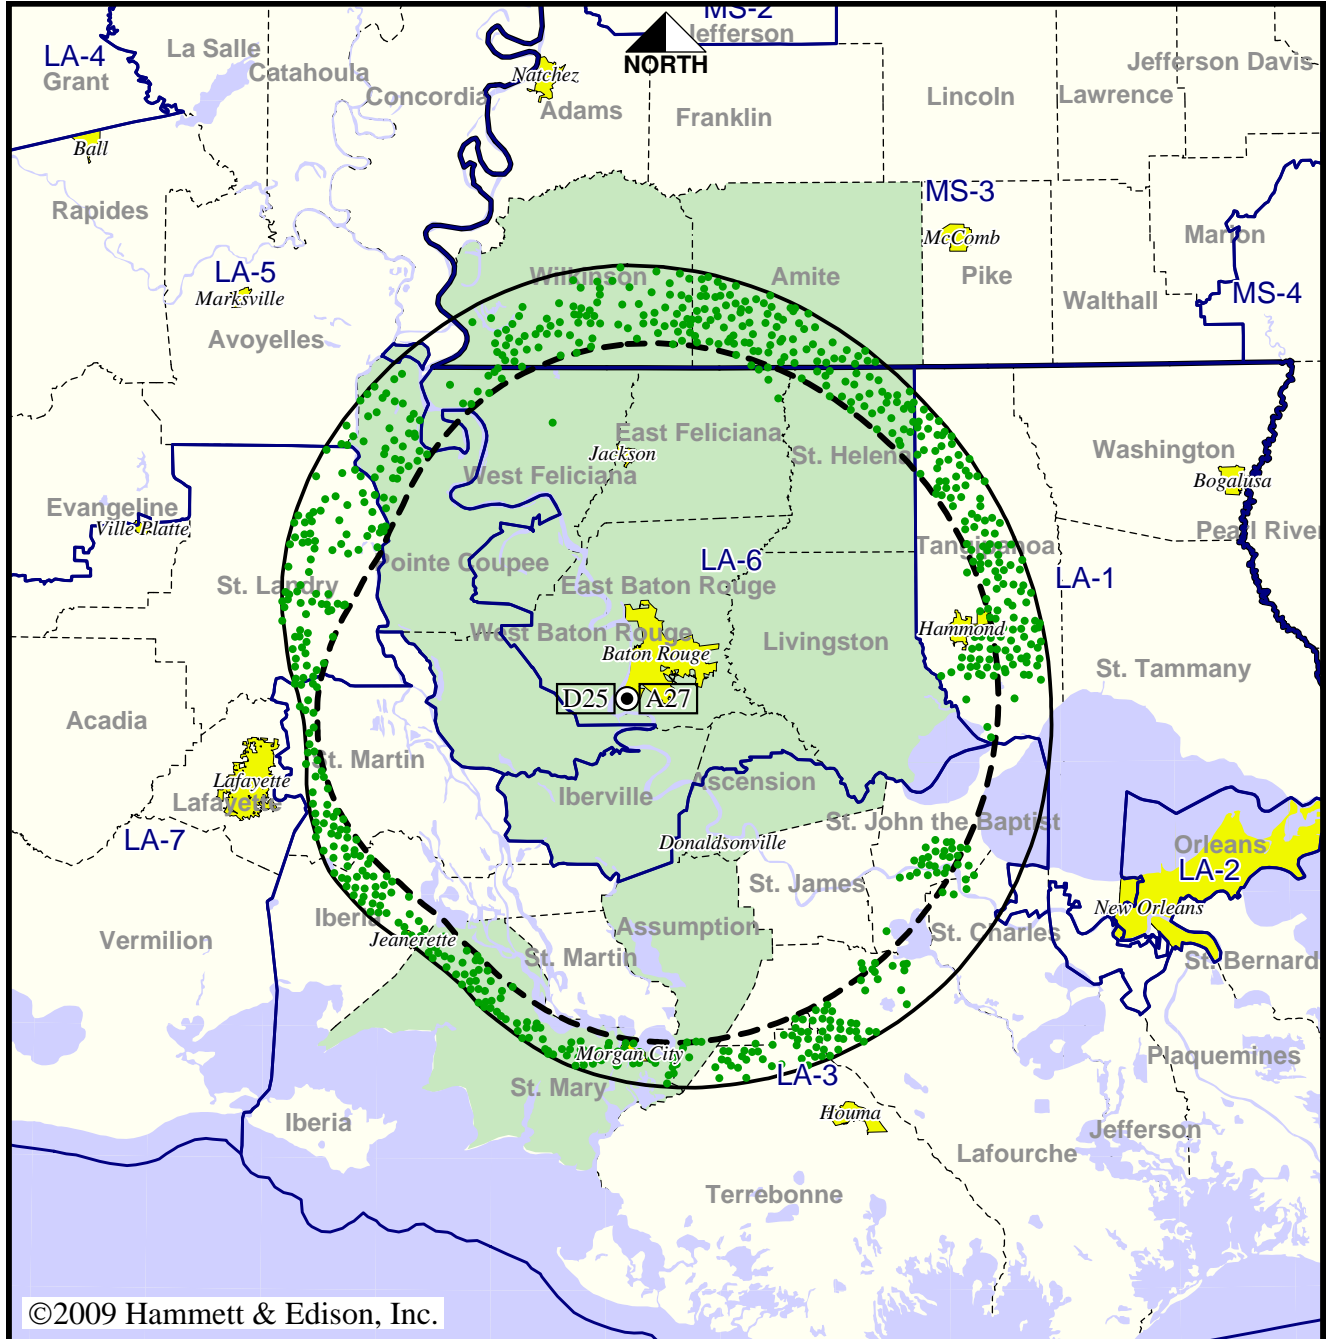 MS-2
Jefferson
La Salle
LA-4
Grant
Catahoula
Natchez
NORTH
Jefferson Davis
Concordia
Adams
Franklin
Lincoln
Lawrence
Ball
MS-3
Rapides
McComb
Marion
LA-5
Marksville
Wilkinson
Amite
Pike
Walthall
MS-4
Avoyelles
East Feliciana
Jackson
St. Helena
Washington
West Feliciana
Bogalusa
Evangeline
Ville Platte
Pearl River
Tangipahoa
Pointe Coupee
LA-6
LA-1
St. Landry
East Baton Rouge
West Baton Rouge
Hammond
Baton Rouge
Livingston
St. Tammany
D25
A27
Acadia
St. Martin
Lafayette
Lafayette
Iberville
Ascension
LA-7
St. John the Baptist
Donaldsonville
Orleans
LA-2
St. James
New Orleans
Iberia
Jeanerette
Assumption
St. Charles
Vermilion
St. Martin
St. Bernard
Morgan City
Plaquemines
LA-3
St. Mary
Houma
Iberia
Jefferson
Lafourche
Terrebonne
©2009 Hammett & Edison, Inc.